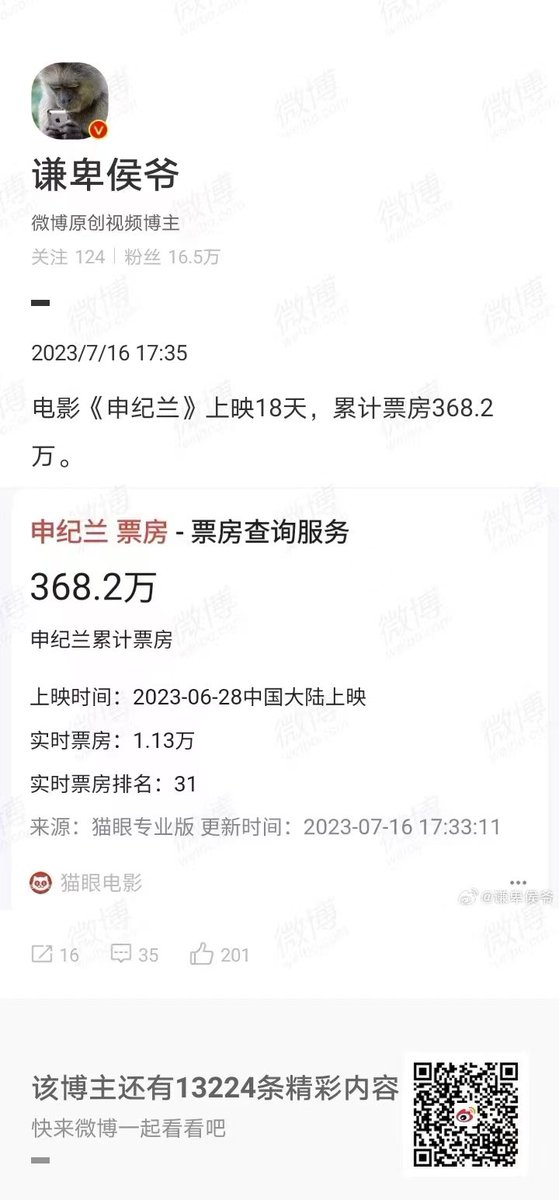 谦卑侯爷
微博原创视频博主
关注 124 | 粉丝 16.5万
2023/7/16 17:35
电影《申纪兰》上映18天，累计票房368.2
万。
申纪兰 票房 - 票房查询服务
368.2万
申纪兰累计票房
上映时间：2023-06-28中国大陆上映
实时票房：1.13万
实时票房排名：31
来源：猫眼专业版 更新时间：2023-07-16 17:33:11
猫眼电影
@谦卑侯爷
16 35 201
该博主还有13224条精彩内容
快来微博一起看看吧
微博
weibo.com